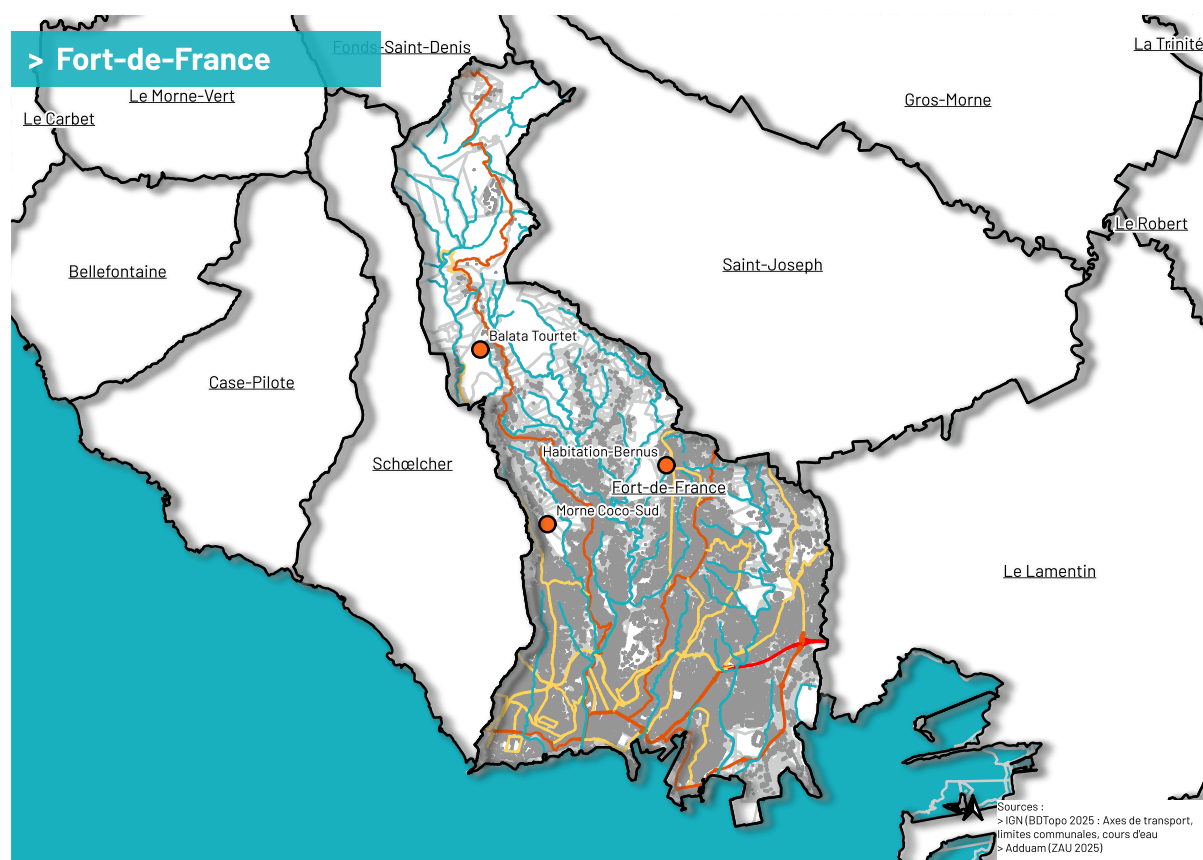 Fonds-Saint-Denis
La Trinité
> Fort-de-France
Le Morne-Vert
Gros-Morne
Le Carbet
Le Robert
Bellefontaine
Saint-Joseph
Balata Tourtet
Case-Pilote
Habitation-Bernus
Schœlcher
Fort-de-France
Morne Coco-Sud
Le Lamentin
Sources :
> IGN (BDTopo 2025 : Axes de transport,
limites communales, cours d'eau
> Adduam (ZAU 2025)